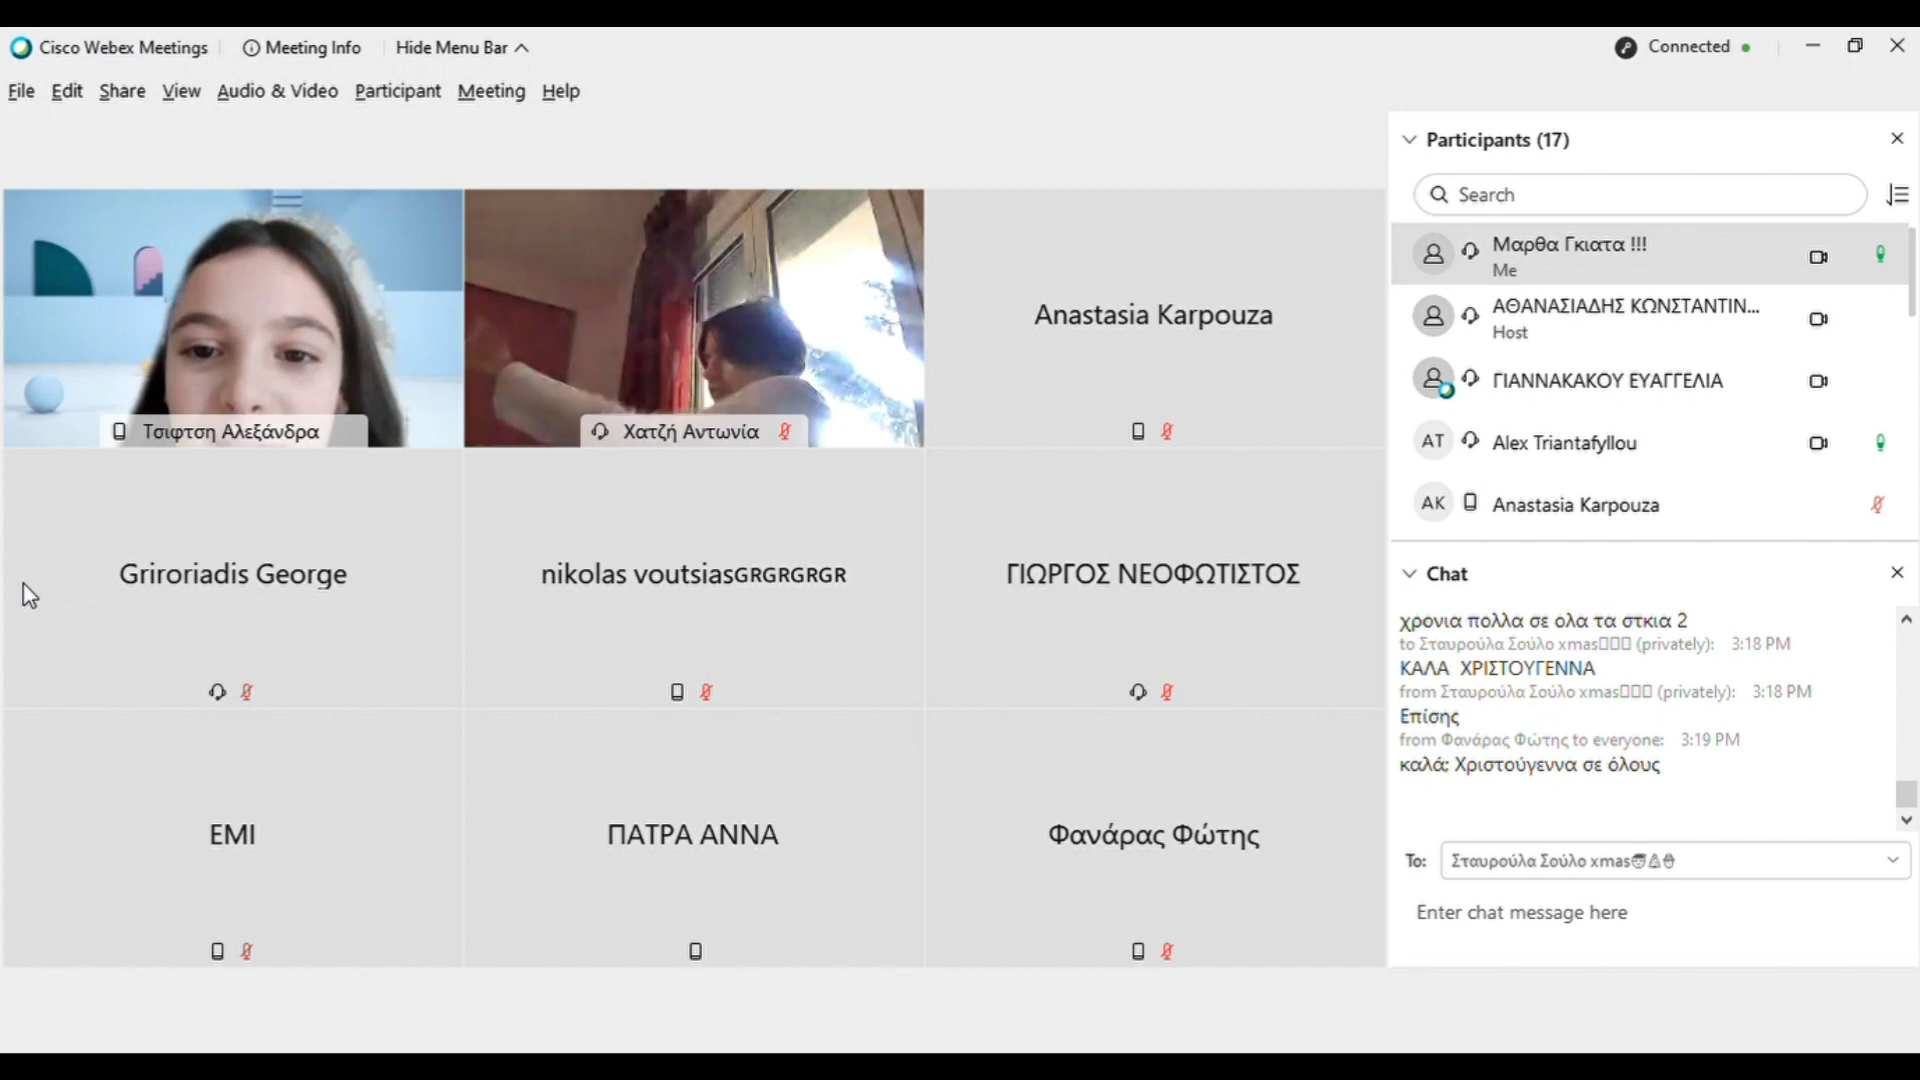 Cisco Webex Meetings
Meeting Info
Hide Menu Bar
Connected
File Edit Share View Audio & Video Participant Meeting Help
Τσιφτση Αλεξάνδρα
Χατζή Αντωνία
Anastasia Karpouza
Griroriadis George
nikolas voutsiasGRGRGRGR
ΓΙΩΡΓΟΣ ΝΕΟΦΩΤΙΣΤΟΣ
EMI
ΠΑΤΡΑ ΑΝΝΑ
Φανάρας Φώτης
Participants (17)
Search
Μαρθα Γκιατα !!!
Me
ΑΘΑΝΑΣΙΑΔΗΣ ΚΩΝΣΤΑΝΤΙΝ...
Host
ΓΙΑΝΝΑΚΑΚΟΥ ΕΥΑΓΓΕΛΙΑ
AT Alex Triantafyllou
AK Anastasia Karpouza
Chat
χρονια πολλα σε ολα τα στκια 2
to Σταυρούλα Σούλο xmas▯▯▯ (privately): 3:18 PM
ΚΑΛΑ ΧΡΙΣΤΟΥΓΕΝΝΑ
from Σταυρούλα Σούλο xmas▯▯▯ (privately): 3:18 PM
Επίσης
from Φανάρας Φώτης to everyone: 3:19 PM
καλά; Χριστούγεννα σε όλους
To: Σταυρούλα Σούλο xmas🎅🎄⛄
Enter chat message here